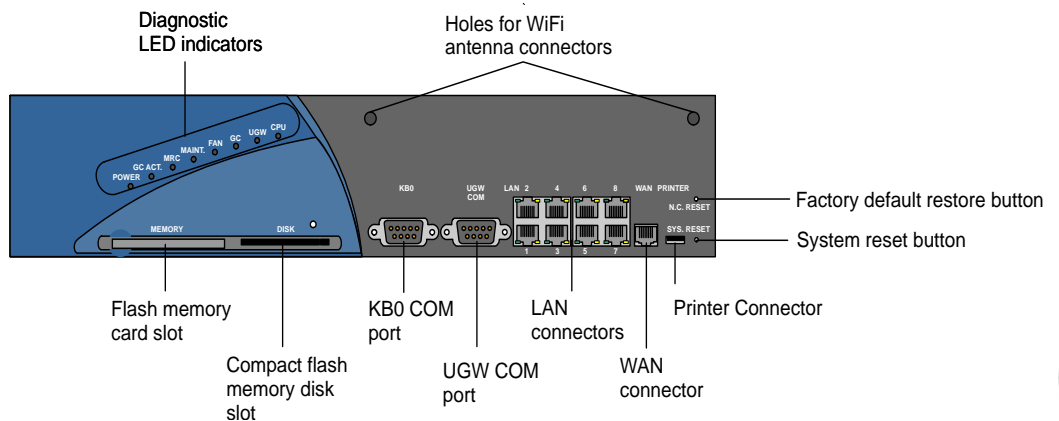 Diagnostic
LED indicators
Holes for WiFi
antenna connectors
POWER
GC ACT.
MRC
MAINT.
FAN
GC
UGW
CPU
KB0
UGW
COM
LAN 2 4 6 8 WAN PRINTER
N.C. RESET
Factory default restore button
MEMORY
DISK
SYS. RESET
System reset button
1 3 5 7
Flash memory
card slot
KB0 COM
port
LAN
connectors
Printer Connector
Compact flash
memory disk
slot
UGW COM
port
WAN
connector